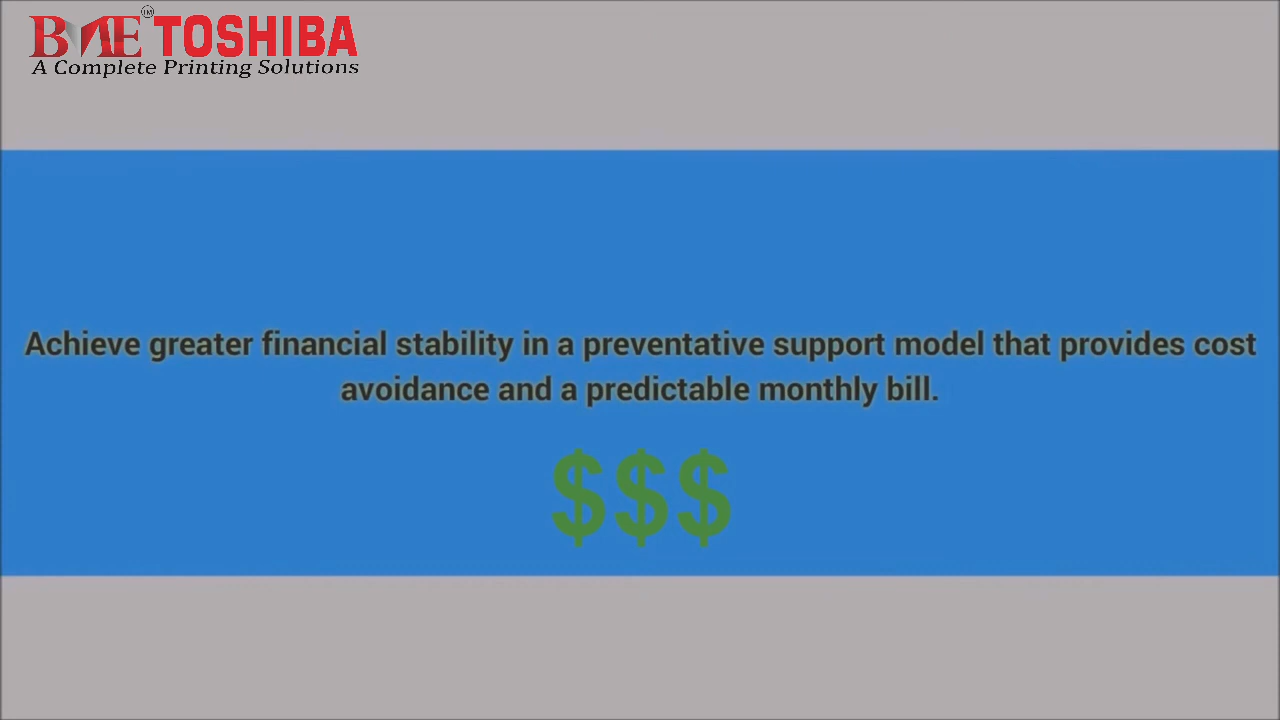 BME™ TOSHIBA
A Complete Printing Solutions
Achieve greater financial stability in a preventative support model that provides cost
avoidance and a predictable monthly bill.
$$$